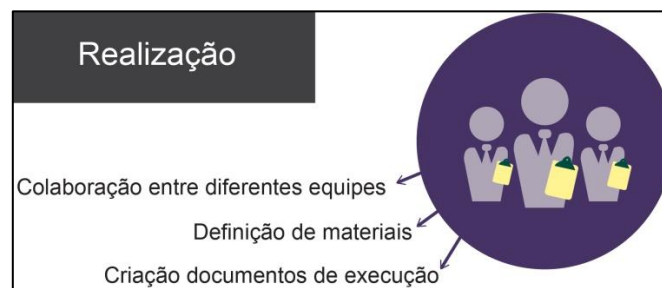 Realização
Colaboração entre diferentes equipes
Definição de materiais
Criação documentos de execução